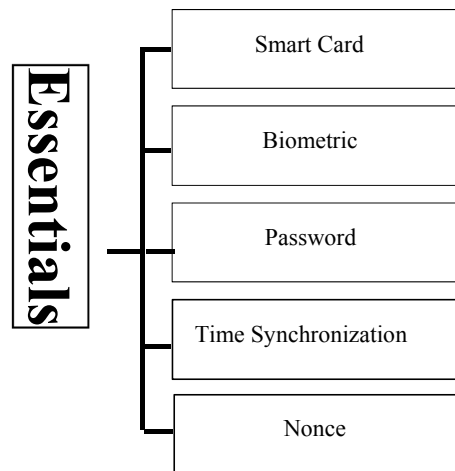 Essentials
Smart Card
Biometric
Password
Time Synchronization
Nonce